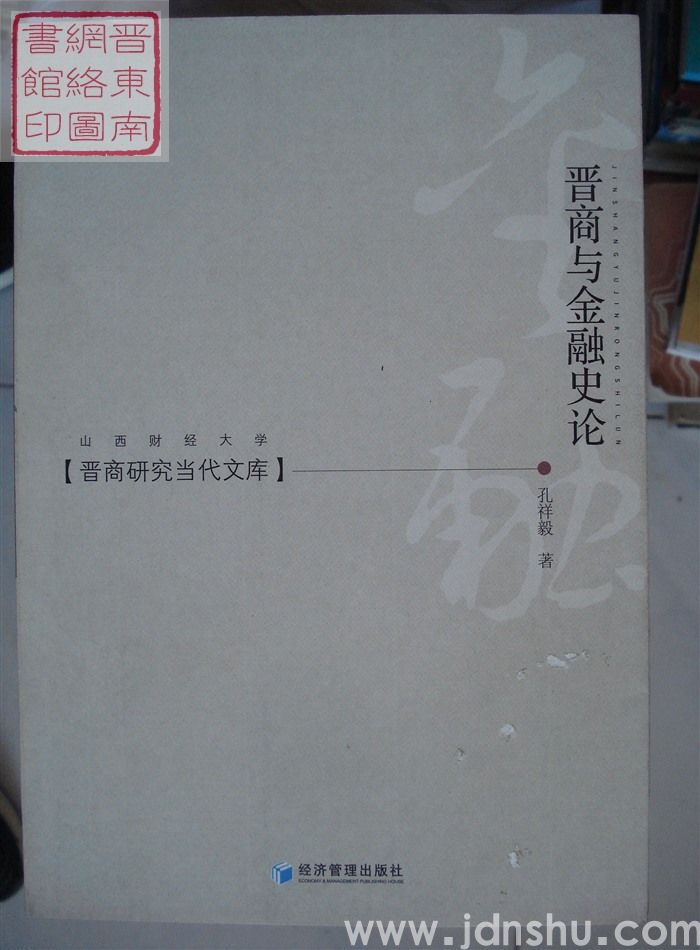 晋東南
網絡圖
書館印
晋商与金融史论
JINSHANGYUJINRONGSHILUN
金融
山西财经大学
【晋商研究当代文库】
孔祥毅 著
经济管理出版社
ECONOMY & MANAGEMENT PUBLISHING HOUSE
www.jdnshu.com